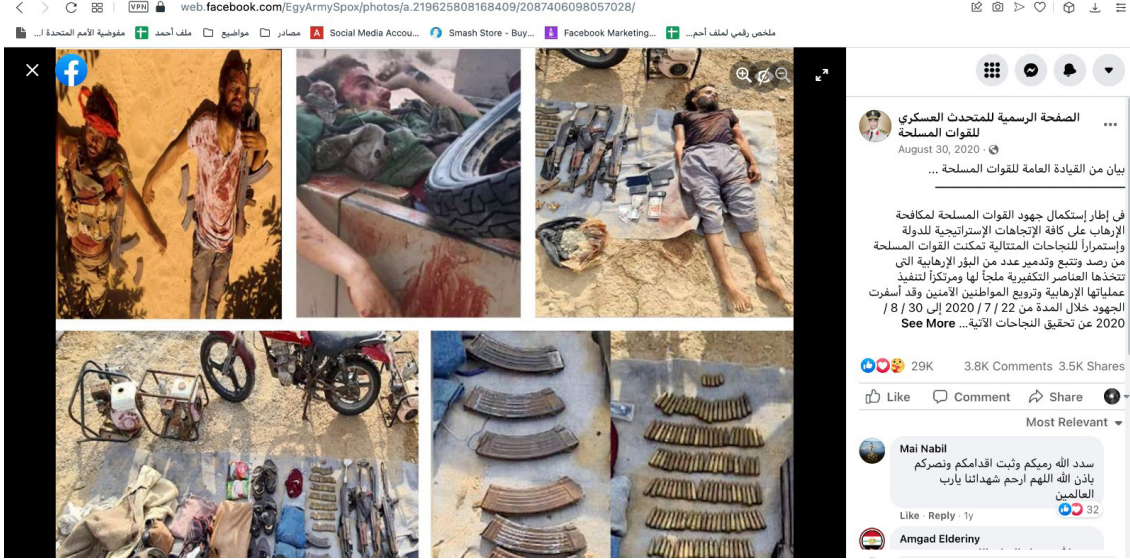 VPN
web.facebook.com/EgyArmySpox/photos/a.219625808168409/2087406098057028/
مفوضية الأمم المتحدة ا...
ملف أحمد
مواضيع
مصادر
Social Media Accou...
Smash Store - Buy...
Facebook Marketing...
ملخص رقمي لملف أحم...
الصفحة الرسمية للمتحدث العسكري
للقوات المسلحة
August 30, 2020 ·
بيان من القيادة العامة للقوات المسلحة ...
فى إطار إستكمال جهود القوات المسلحة لمكافحة
الإرهاب على كافة الإتجاهات الإستراتيجية للدولة
وإستمراراً للنجاحات المتتالية تمكنت القوات المسلحة
من رصد وتتبع وتدمير عدد من البؤر الإرهابية التى
تتخذها العناصر التكفيرية ملجأ لها ومرتكزاً لتنفيذ
عملياتها الإرهابية وترويع المواطنين الآمنين وقد أسفرت
الجهود خلال المدة من 22 / 7 / 2020 إلى 30 / 8 /
2020 عن تحقيق النجاحات الآتية... See More
29K 3.8K Comments 3.5K Shares
Like Comment Share
Most Relevant
Mai Nabil
سدد الله رميكم وثبت اقدامكم ونصركم
باذن الله اللهم ارحم شهدائنا يارب
العالمين
32
Like · Reply · 1y
Amgad Elderiny